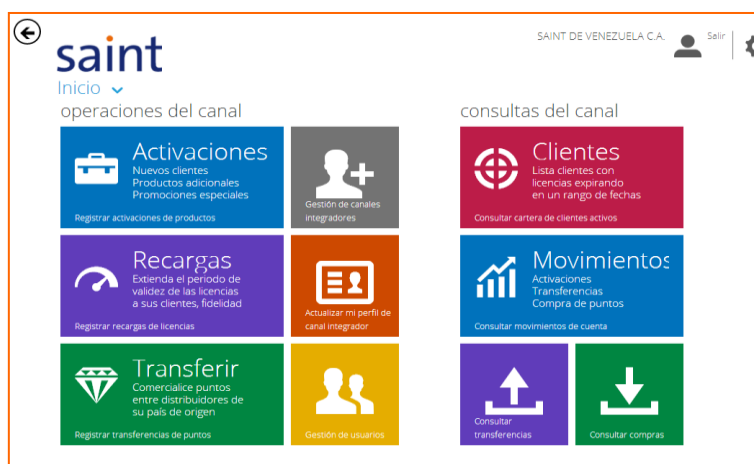 SAINT DE VENEZUELA C.A.
Salir
saint
Inicio
operaciones del canal
Activaciones
Nuevos clientes
Productos adicionales
Promociones especiales
Registrar activaciones de productos
Gestión de canales
integradores
Recargas
Extienda el periodo de
validez de las licencias
a sus clientes, fidelidad
Registrar recargas de licencias
Actualizar mi perfil de
canal integrador
Transferir
Comercialice puntos
entre distribuidores de
su país de origen
Registrar transferencias de puntos
Gestión de usuarios
consultas del canal
Clientes
Lista clientes con
licencias expirando
en un rango de fechas
Consultar cartera de clientes activos
Movimientos
Activaciones
Transferencias
Compra de puntos
Consultar movimientos de cuenta
Consultar
transferencias
Consultar compras